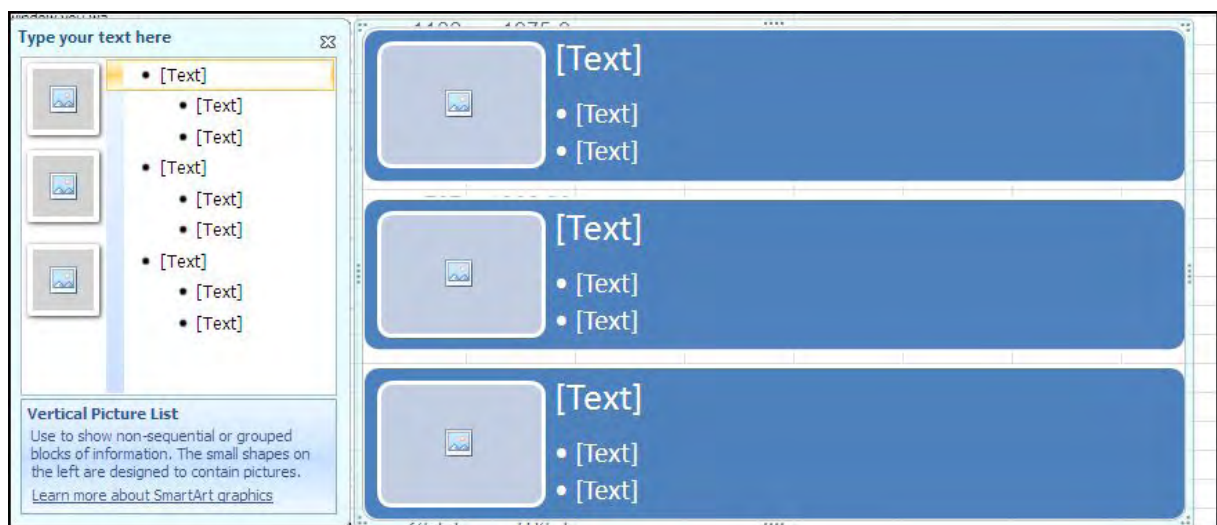 Type your text here
• [Text]
• [Text]
• [Text]
• [Text]
• [Text]
• [Text]
• [Text]
• [Text]
• [Text]
Vertical Picture List
Use to show non-sequential or grouped
blocks of information. The small shapes on
the left are designed to contain pictures.
Learn more about SmartArt graphics
[Text]
• [Text]
• [Text]
[Text]
• [Text]
• [Text]
[Text]
• [Text]
• [Text]